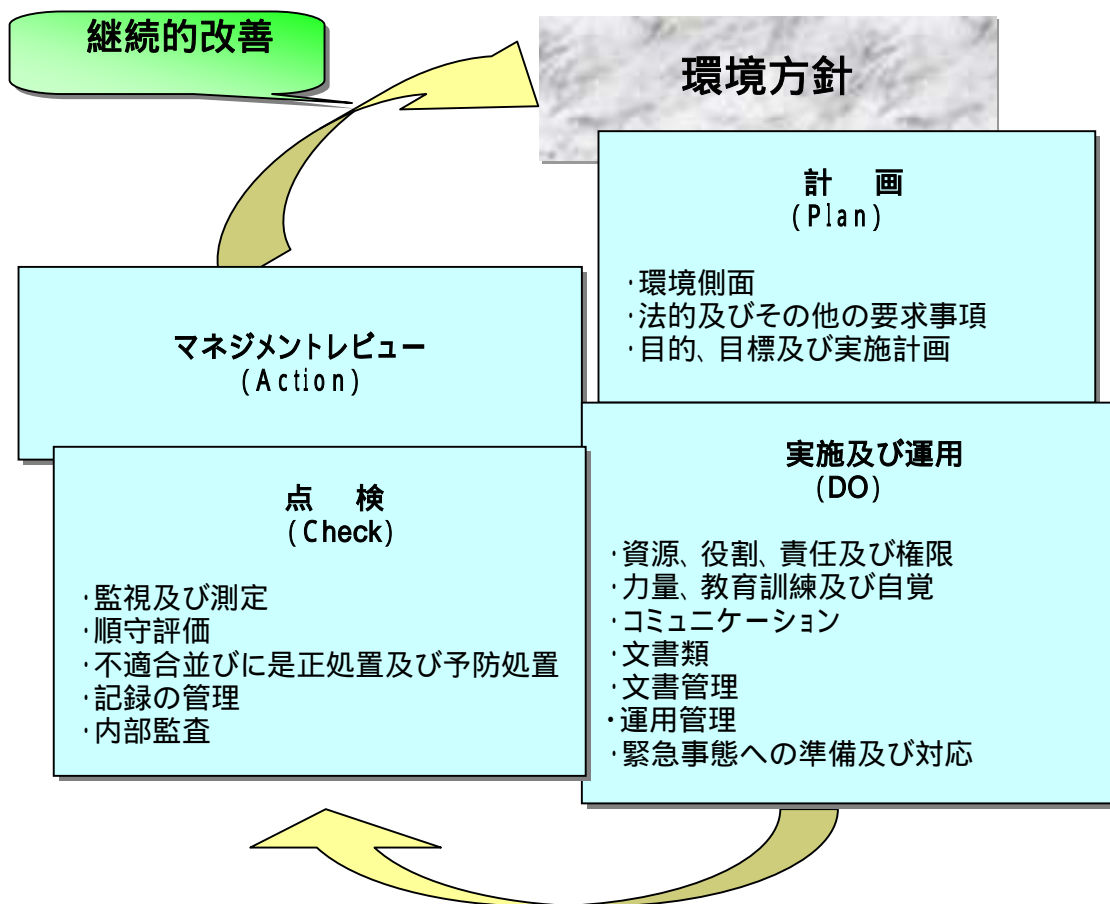 継続的改善
環境方針
計 画
(Plan)
・環境側面
・法的及びその他の要求事項
・目的、目標及び実施計画
実施及び運用
(DO)
・資源、役割、責任及び権限
・力量、教育訓練及び自覚
・コミュニケーション
・文書類
・文書管理
・運用管理
・緊急事態への準備及び対応
点 検
(Check)
・監視及び測定
・順守評価
・不適合並びに是正処置及び予防処置
・記録の管理
・内部監査
マネジメントレビュー
(Action)